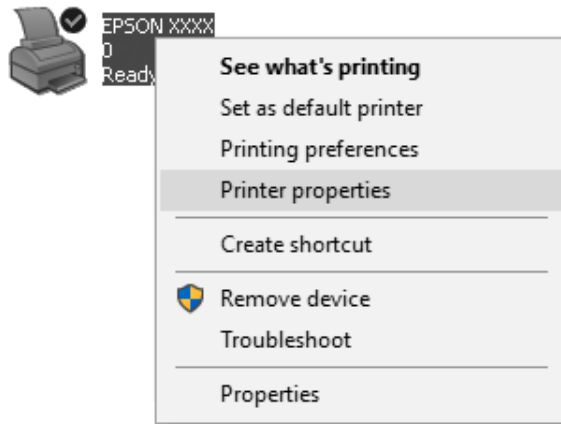 EPSON XXXX
0
Ready
See what's printing
Set as default printer
Printing preferences
Printer properties
Create shortcut
Remove device
Troubleshoot
Properties